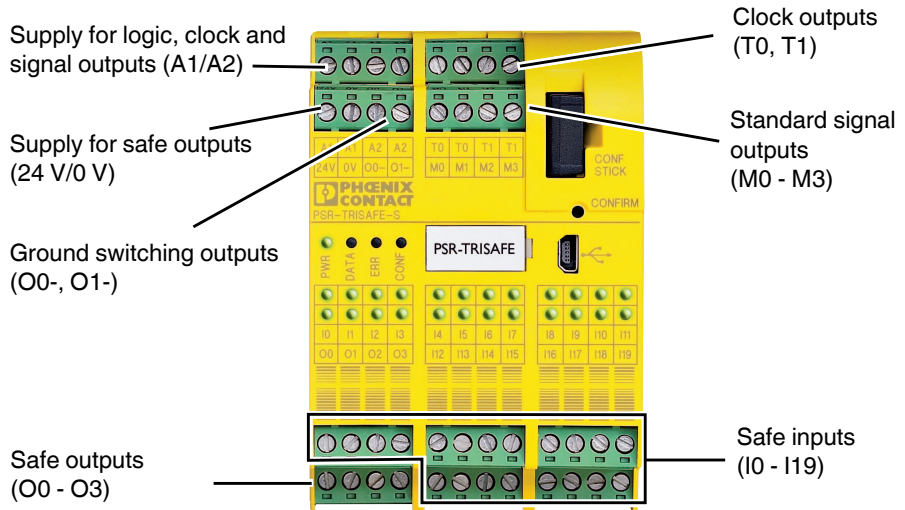 Supply for logic, clock and
signal outputs (A1/A2)
Clock outputs
(T0, T1)
Supply for safe outputs
(24 V/0 V)
Standard signal
outputs
(M0 - M3)
Ground switching outputs
(O0-, O1-)
A1 A1 A2 A2 T0 T0 T1 T1
24V 0V O0- O1- M0 M1 M2 M3
CONF
STICK
PHŒNIX
CONTACT
CONFIRM
PSR-TRISAFE-S
PWR DATA ERR CONF
PSR-TRISAFE
I0 I1 I2 I3 I4 I5 I6 I7 I8 I9 I10 I11
O0 O1 O2 O3 I12 I13 I14 I15 I16 I17 I18 I19
Safe outputs
(O0 - O3)
Safe inputs
(I0 - I19)